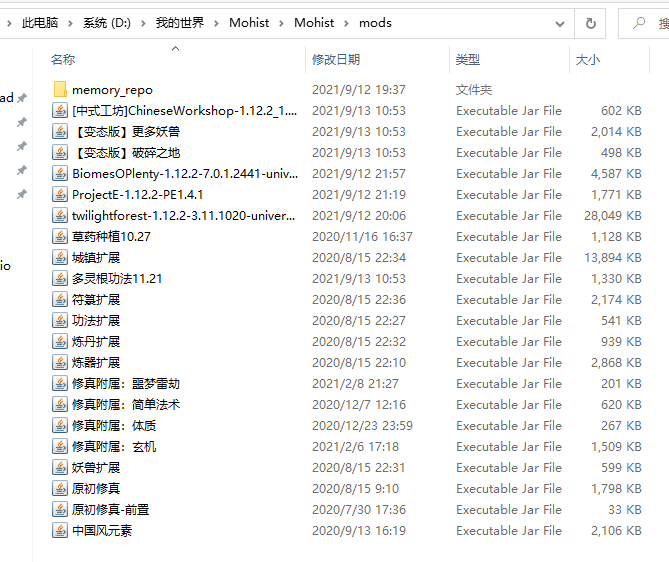 此电脑 > 系统 (D:) > 我的世界 > Mohist > Mohist > mods
名称 修改日期 类型 大小
ad
io
memory_repo 2021/9/12 19:37 文件夹
[中式工坊]ChineseWorkshop-1.12.2_1.... 2021/9/13 10:53 Executable Jar File 602 KB
【变态版】更多妖兽 2021/9/13 10:53 Executable Jar File 2,014 KB
【变态版】破碎之地 2021/9/13 10:53 Executable Jar File 498 KB
BiomesOPlenty-1.12.2-7.0.1.2441-univ... 2021/9/12 21:57 Executable Jar File 4,587 KB
ProjectE-1.12.2-PE1.4.1 2021/9/12 21:19 Executable Jar File 1,771 KB
twilightforest-1.12.2-3.11.1020-univer... 2021/9/12 20:06 Executable Jar File 28,049 KB
草药种植10.27 2020/11/16 16:37 Executable Jar File 1,128 KB
城镇扩展 2020/8/15 22:34 Executable Jar File 13,894 KB
多灵根功法11.21 2021/9/13 10:53 Executable Jar File 1,330 KB
符箓扩展 2020/8/15 22:36 Executable Jar File 2,174 KB
功法扩展 2020/8/15 22:27 Executable Jar File 541 KB
炼丹扩展 2020/8/15 22:32 Executable Jar File 939 KB
炼器扩展 2020/8/15 22:10 Executable Jar File 2,868 KB
修真附属：噩梦雷劫 2021/2/8 21:27 Executable Jar File 201 KB
修真附属：简单法术 2020/12/7 12:16 Executable Jar File 620 KB
修真附属：体质 2020/12/23 23:59 Executable Jar File 267 KB
修真附属：玄机 2021/2/6 17:18 Executable Jar File 1,509 KB
妖兽扩展 2020/8/15 22:31 Executable Jar File 599 KB
原初修真 2020/8/15 9:10 Executable Jar File 1,798 KB
原初修真-前置 2020/7/30 17:36 Executable Jar File 33 KB
中国风元素 2020/9/13 16:19 Executable Jar File 2,106 KB